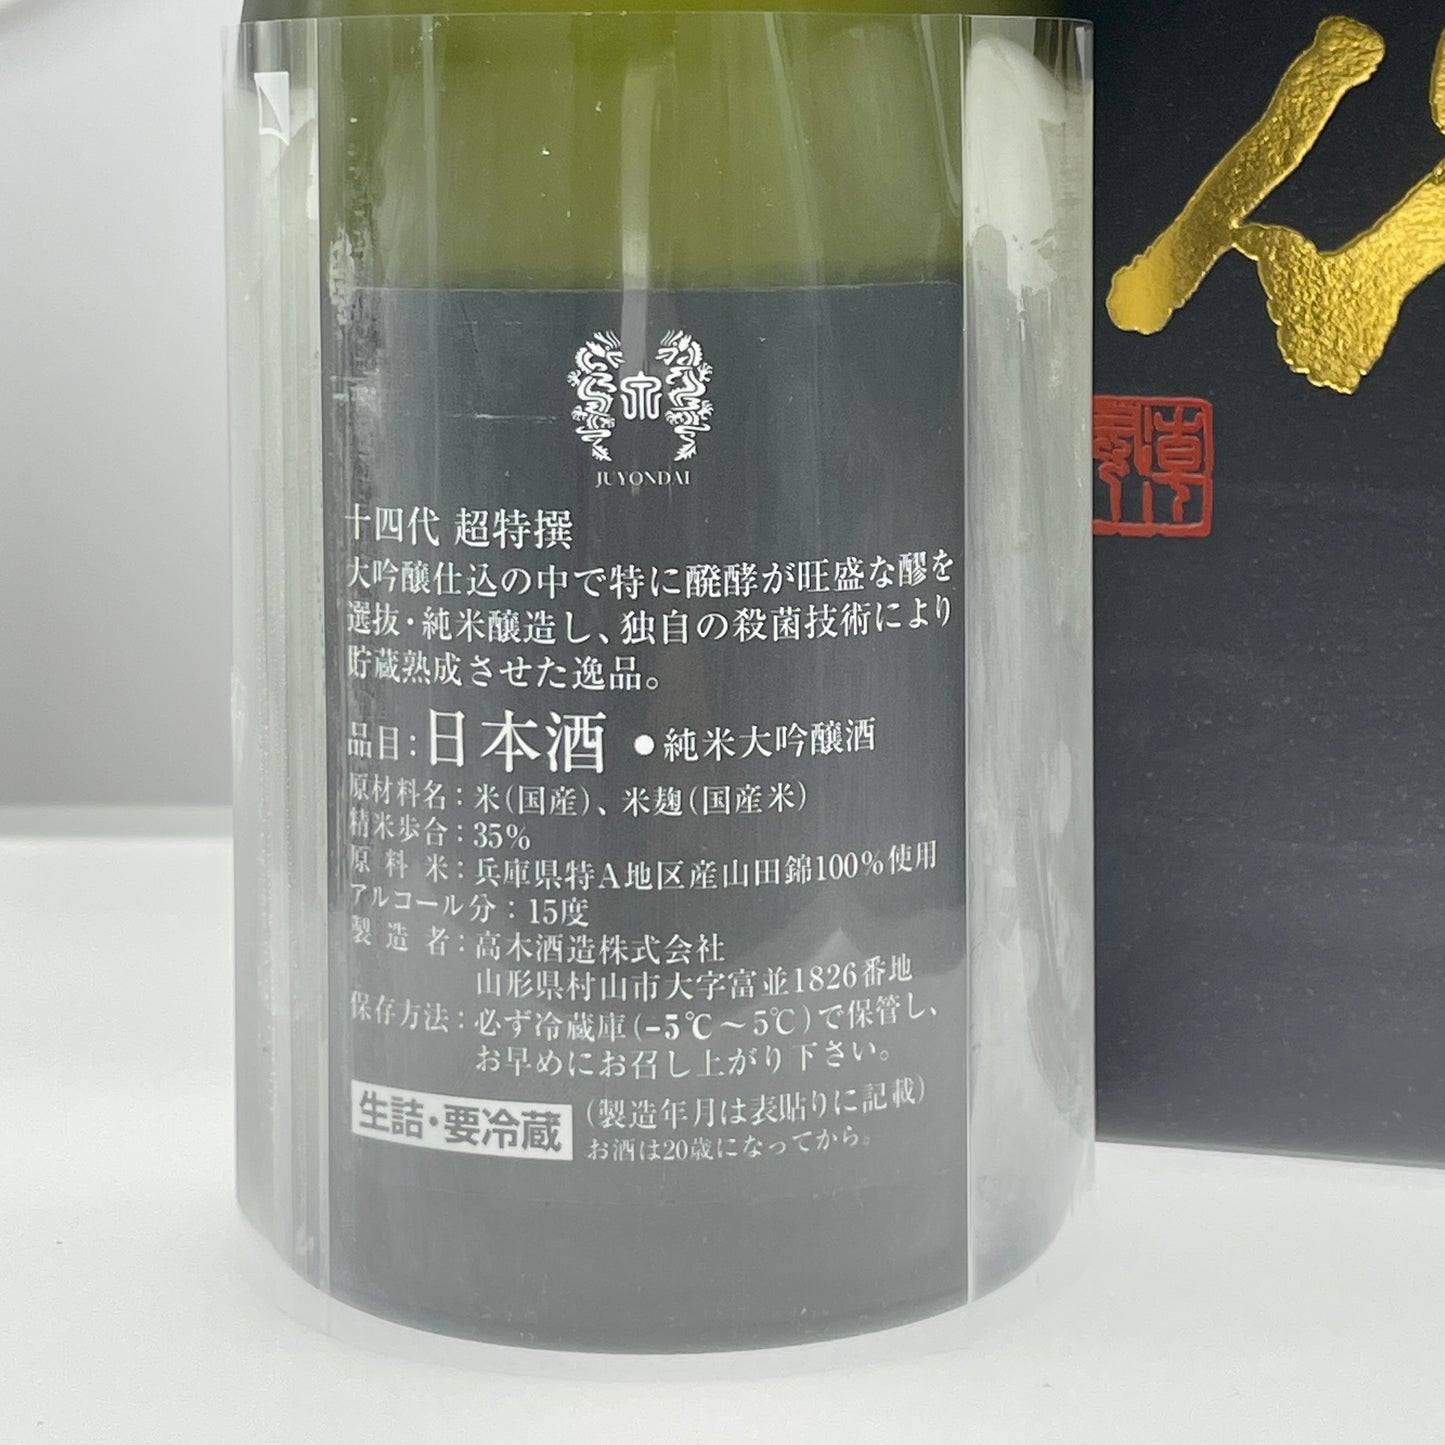 JUYONDAI
十四代 超特撰
大吟醸仕込の中で特に醗酵が旺盛な醪を
選抜・純米醸造し、独自の殺菌技術により
貯蔵熟成させた逸品。
品目：日本酒 ●純米大吟醸酒
原材料名：米(国産)、米麹(国産米)
精米歩合：35%
原料米：兵庫県特A地区産山田錦100%使用
アルコール分：15度
製造者：高木酒造株式会社
山形県村山市大字富並1826番地
保存方法：必ず冷蔵庫(-5℃～5℃)で保管し、
お早めにお召し上がり下さい。
生詰・要冷蔵 (製造年月は表貼りに記載)
お酒は20歳になってから。